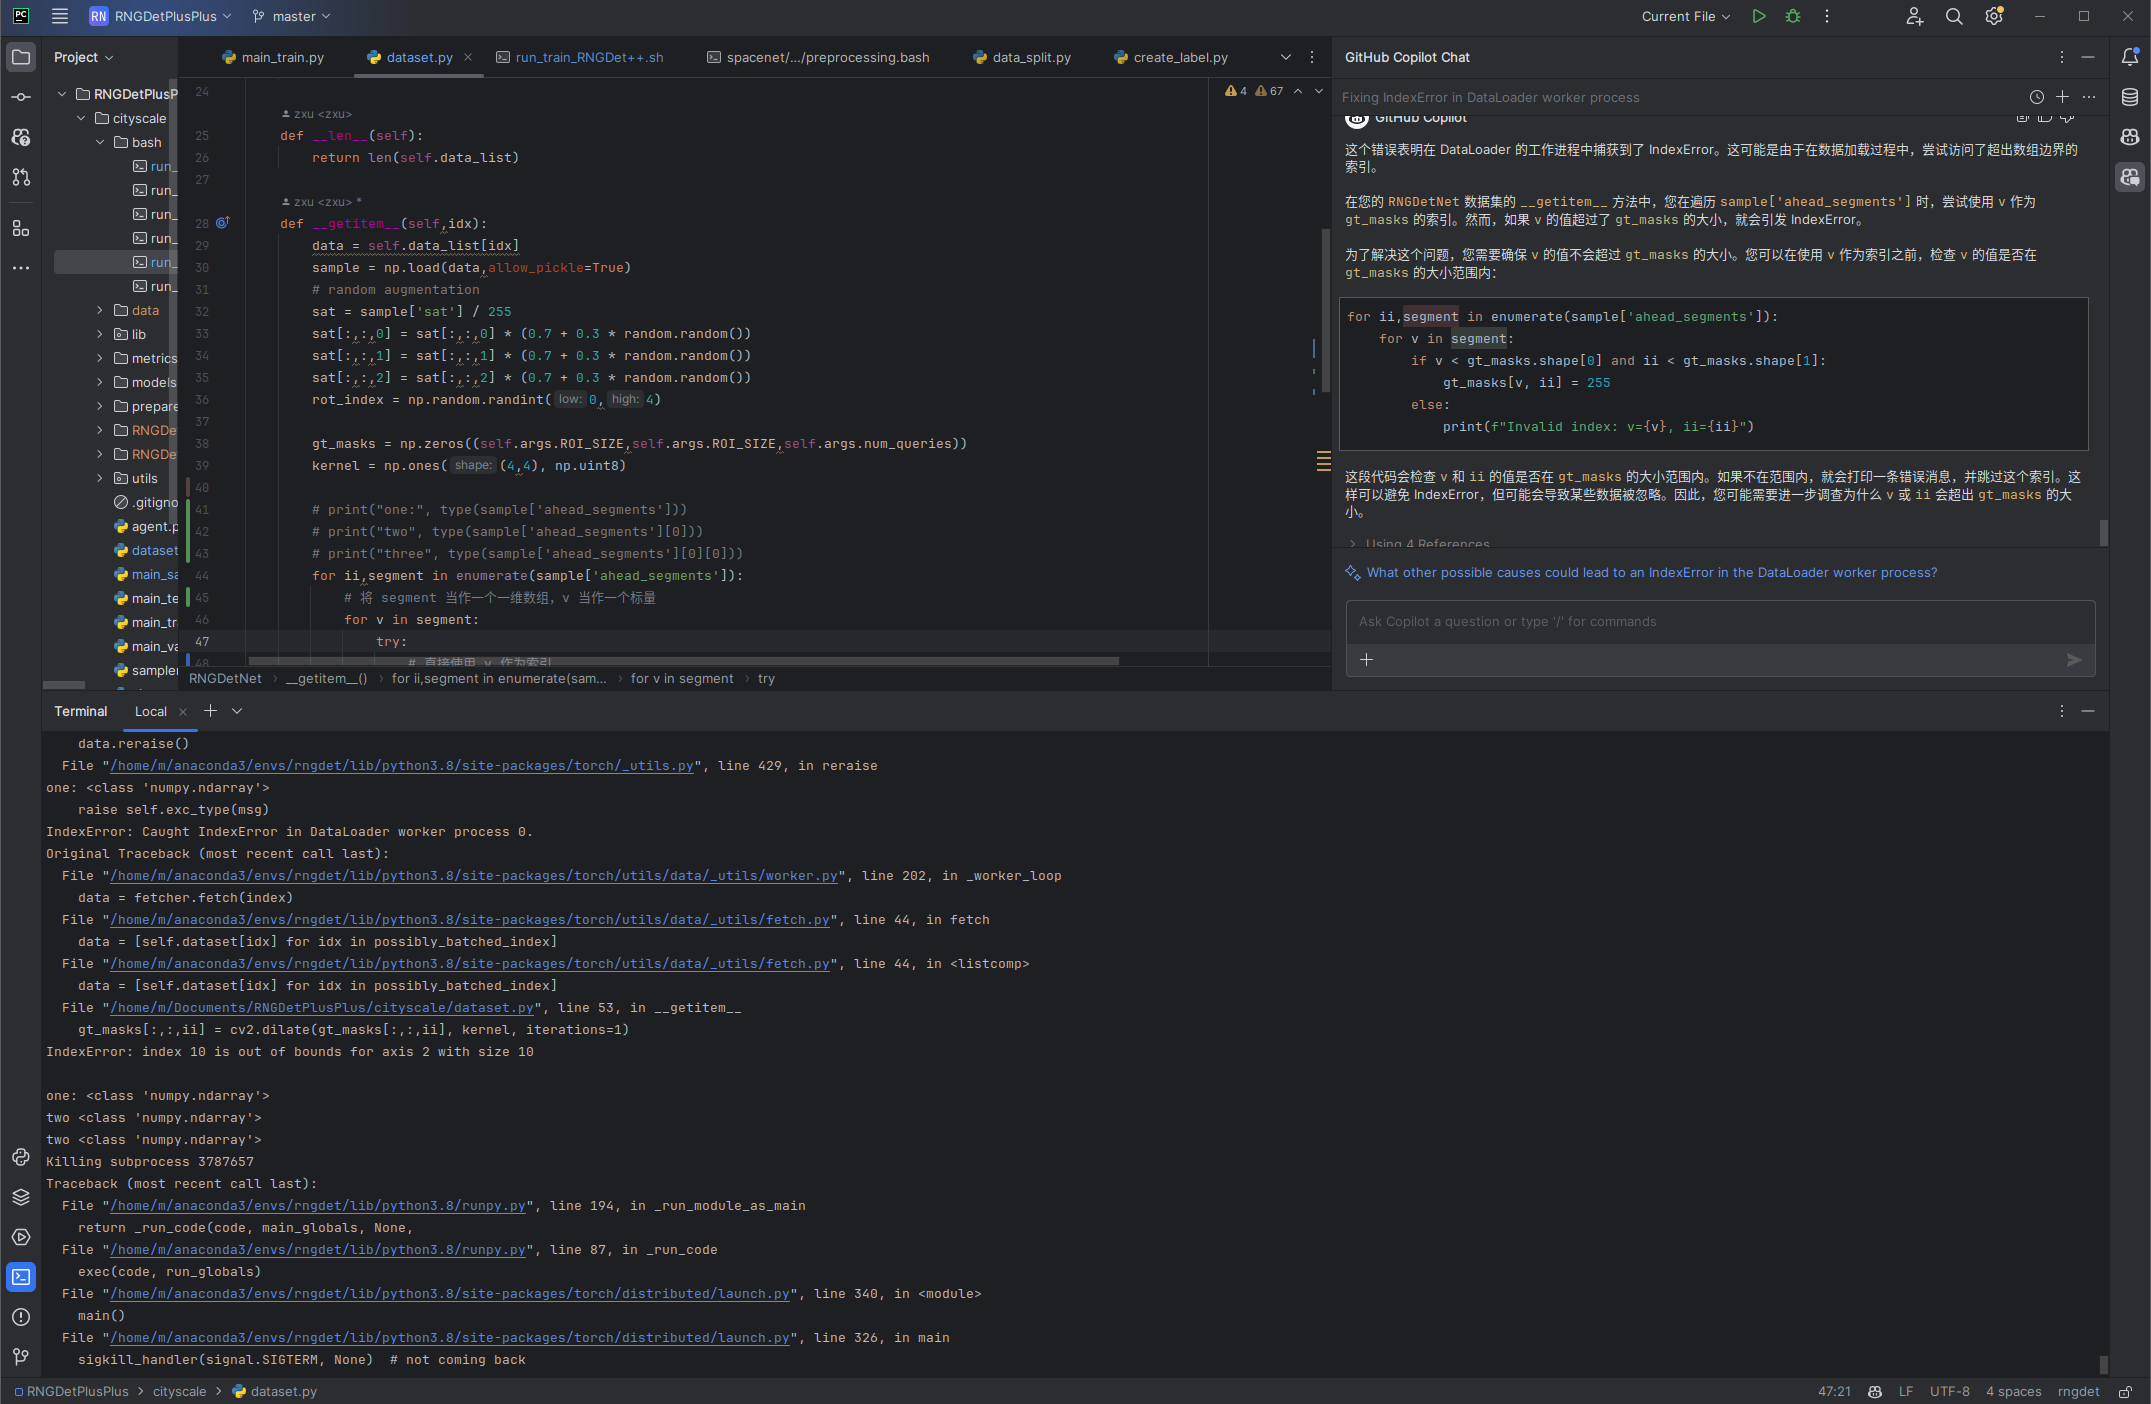 PC
RN RNGDetPlusPlus
master
Current File
Project
main_train.py
dataset.py
run_train_RNGDet++.sh
spacenet/.../preprocessing.bash
data_split.py
create_label.py
RNGDetPlusP
cityscale
bash
run_
run_
run_
run_
run_
run_
data
lib
metrics
models
prepare
RNGDe
RNGDe
utils
.gitigno
agent.p
dataset
main_sa
main_te
main_tr
main_va
sampler
4 67
24
zxu <zxu>
25 def __len__(self):
26 return len(self.data_list)
27
zxu <zxu> *
28 def __getitem__(self,idx):
29 data = self.data_list[idx]
30 sample = np.load(data,allow_pickle=True)
31 # random augmentation
32 sat = sample['sat'] / 255
33 sat[:,:,0] = sat[:,:,0] * (0.7 + 0.3 * random.random())
34 sat[:,:,1] = sat[:,:,1] * (0.7 + 0.3 * random.random())
35 sat[:,:,2] = sat[:,:,2] * (0.7 + 0.3 * random.random())
36 rot_index = np.random.randint( low: 0, high: 4)
37
38 gt_masks = np.zeros((self.args.ROI_SIZE,self.args.ROI_SIZE,self.args.num_queries))
39 kernel = np.ones( shape: (4,4), np.uint8)
40
41 # print("one:", type(sample['ahead_segments']))
42 # print("two", type(sample['ahead_segments'][0]))
43 # print("three", type(sample['ahead_segments'][0][0]))
44 for ii,segment in enumerate(sample['ahead_segments']):
45 # 将 segment 当作一个一维数组，v 当作一个标量
46 for v in segment:
47 try:
48 # 直接使用 v 作为索引
RNGDetNet › __getitem__() › for ii,segment in enumerate(sam... › for v in segment › try
GitHub Copilot Chat
Fixing IndexError in DataLoader worker process
GitHub Copilot
这个错误表明在 DataLoader 的工作进程中捕获到了 IndexError。这可能是由于在数据加载过程中，尝试访问了超出数组边界的
索引。
在您的 RNGDetNet 数据集的 __getitem__ 方法中，您在遍历 sample['ahead_segments'] 时，尝试使用 v 作为
gt_masks 的索引。然而，如果 v 的值超过了 gt_masks 的大小，就会引发 IndexError。
为了解决这个问题，您需要确保 v 的值不会超过 gt_masks 的大小。您可以在使用 v 作为索引之前，检查 v 的值是否在
gt_masks 的大小范围内：
for ii,segment in enumerate(sample['ahead_segments']):
for v in segment:
if v < gt_masks.shape[0] and ii < gt_masks.shape[1]:
gt_masks[v, ii] = 255
else:
print(f"Invalid index: v={v}, ii={ii}")
这段代码会检查 v 和 ii 的值是否在 gt_masks 的大小范围内。如果不在范围内，就会打印一条错误消息，并跳过这个索引。这
样可以避免 IndexError，但可能会导致某些数据被忽略。因此，您可能需要进一步调查为什么 v 或 ii 会超出 gt_masks 的大
小。
Using 4 References
What other possible causes could lead to an IndexError in the DataLoader worker process?
Ask Copilot a question or type '/' for commands
Terminal
Local
data.reraise()
File "/home/m/anaconda3/envs/rngdet/lib/python3.8/site-packages/torch/_utils.py", line 429, in reraise
one: <class 'numpy.ndarray'>
raise self.exc_type(msg)
IndexError: Caught IndexError in DataLoader worker process 0.
Original Traceback (most recent call last):
File "/home/m/anaconda3/envs/rngdet/lib/python3.8/site-packages/torch/utils/data/_utils/worker.py", line 202, in _worker_loop
data = fetcher.fetch(index)
File "/home/m/anaconda3/envs/rngdet/lib/python3.8/site-packages/torch/utils/data/_utils/fetch.py", line 44, in fetch
data = [self.dataset[idx] for idx in possibly_batched_index]
File "/home/m/anaconda3/envs/rngdet/lib/python3.8/site-packages/torch/utils/data/_utils/fetch.py", line 44, in <listcomp>
data = [self.dataset[idx] for idx in possibly_batched_index]
File "/home/m/Documents/RNGDetPlusPlus/cityscale/dataset.py", line 53, in __getitem__
gt_masks[:,:,ii] = cv2.dilate(gt_masks[:,:,ii], kernel, iterations=1)
IndexError: index 10 is out of bounds for axis 2 with size 10
one: <class 'numpy.ndarray'>
two <class 'numpy.ndarray'>
two <class 'numpy.ndarray'>
Killing subprocess 3787657
Traceback (most recent call last):
File "/home/m/anaconda3/envs/rngdet/lib/python3.8/runpy.py", line 194, in _run_module_as_main
return _run_code(code, main_globals, None,
File "/home/m/anaconda3/envs/rngdet/lib/python3.8/runpy.py", line 87, in _run_code
exec(code, run_globals)
File "/home/m/anaconda3/envs/rngdet/lib/python3.8/site-packages/torch/distributed/launch.py", line 340, in <module>
main()
File "/home/m/anaconda3/envs/rngdet/lib/python3.8/site-packages/torch/distributed/launch.py", line 326, in main
sigkill_handler(signal.SIGTERM, None)  # not coming back
RNGDetPlusPlus › cityscale › dataset.py
47:21 LF UTF-8 4 spaces rngdet